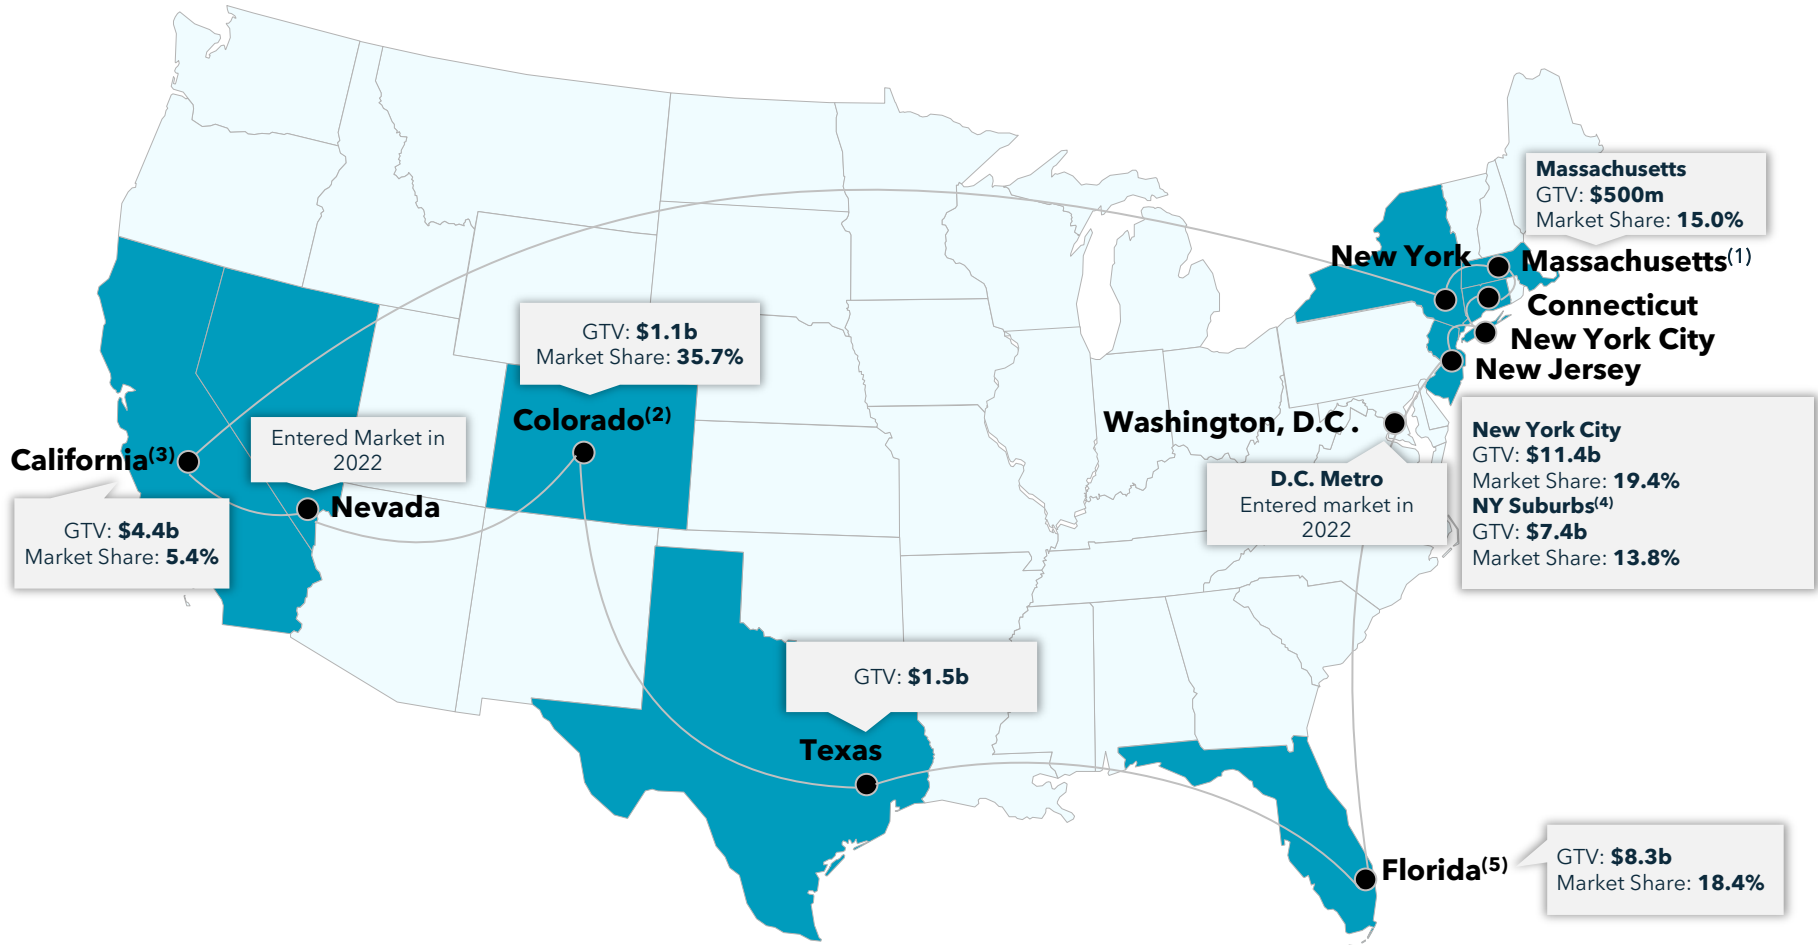 Massachusetts
GTV: $500m
Market Share: 15.0%
New York
Massachusetts(1)
Connecticut
New York City
New Jersey
GTV: $1.1b
Market Share: 35.7%
Colorado(2)
Washington, D.C.
D.C. Metro
Entered market in
2022
New York City
GTV: $11.4b
Market Share: 19.4%
NY Suburbs(4)
GTV: $7.4b
Market Share: 13.8%
Entered Market in
2022
California(3)
Nevada
GTV: $4.4b
Market Share: 5.4%
GTV: $1.5b
Texas
Florida(5)
GTV: $8.3b
Market Share: 18.4%